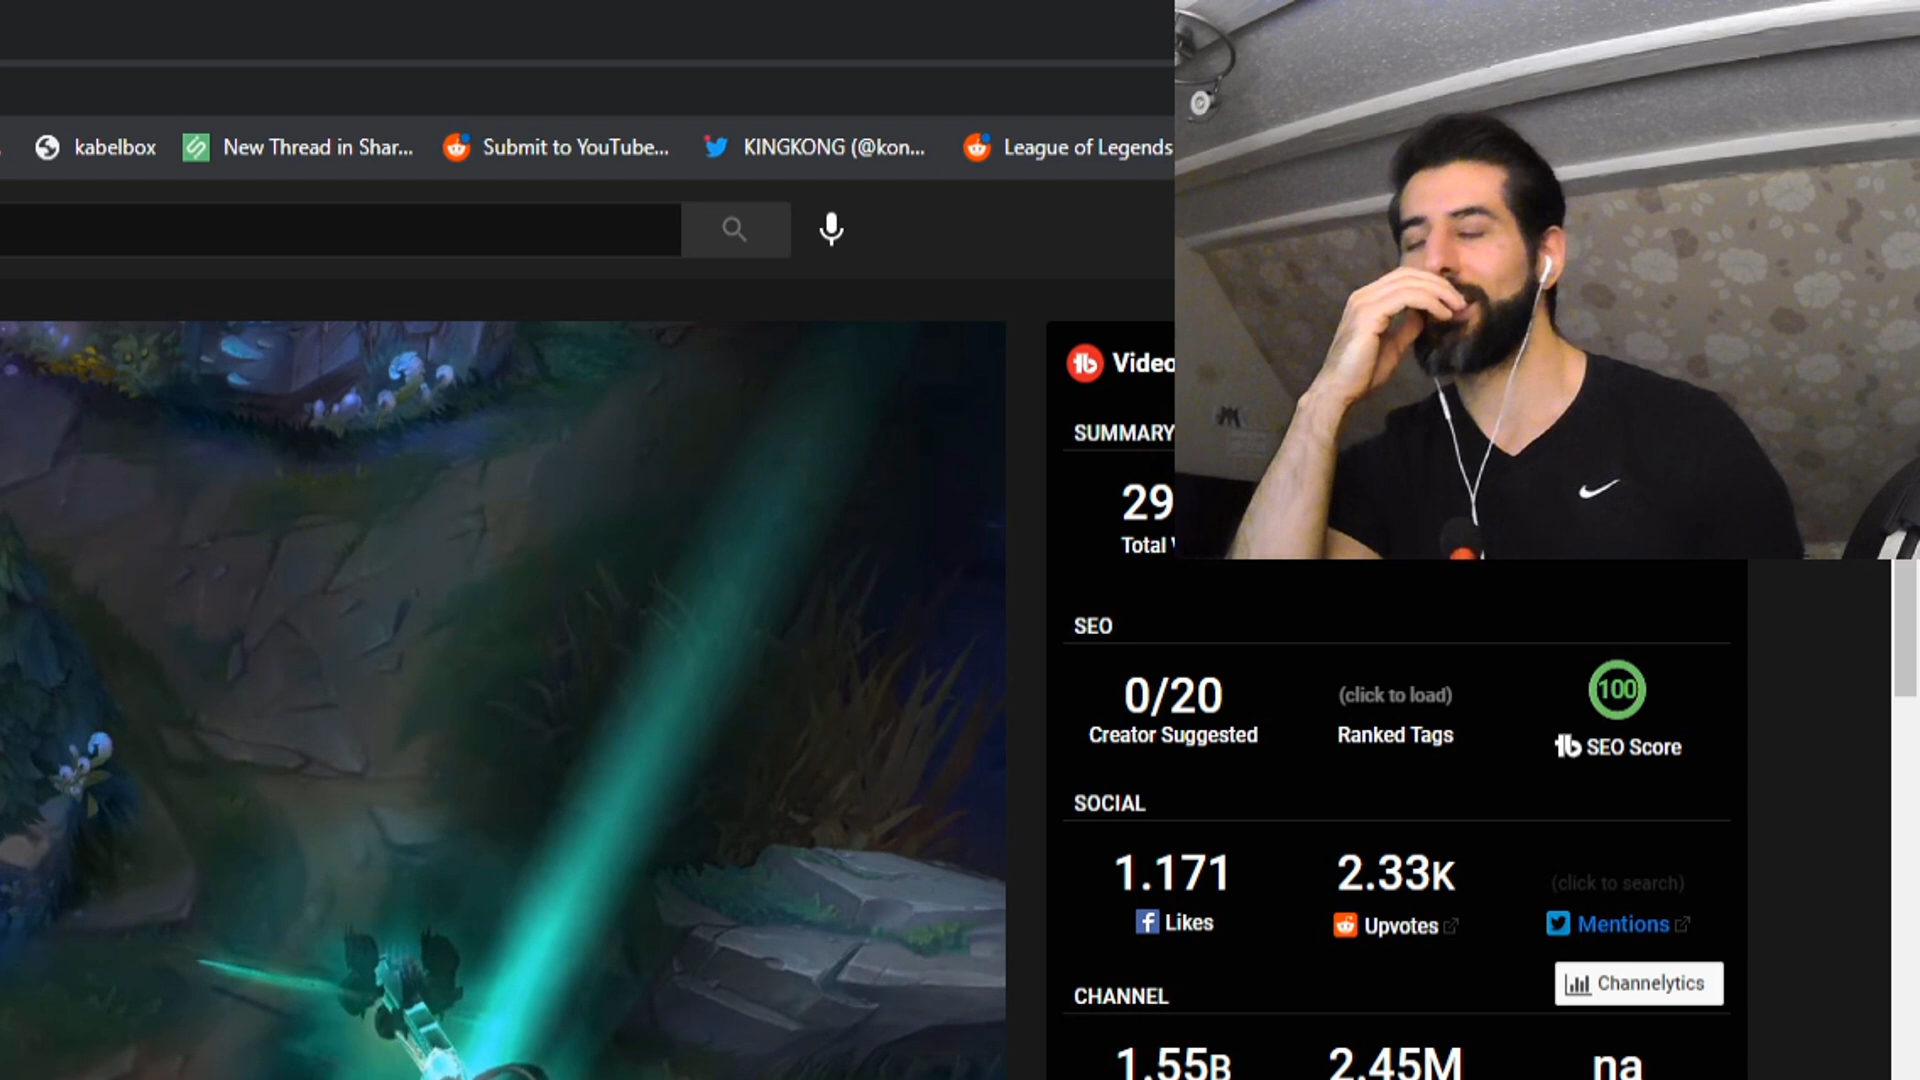 kabelbox New Thread in Shar... Submit to YouTube... KINGKONG (@kon... League of Legends
Video
SUMMARY
29
Total
SEO
0/20 (click to load) 100
Creator Suggested Ranked Tags tb SEO Score
SOCIAL
1.171 2.33K (click to search)
Likes Upvotes Mentions
Channelytics
CHANNEL
1.55B 2.45M na